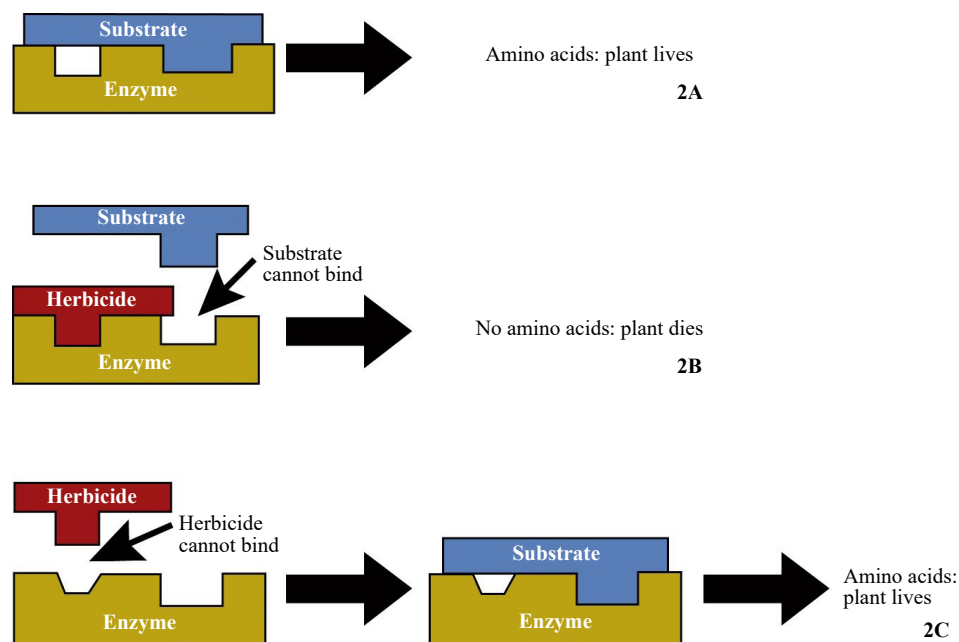 Substrate
Enzyme
Amino acids: plant lives
2A
Substrate
Substrate
cannot bind
Herbicide
Enzyme
No amino acids: plant dies
2B
Herbicide
Herbicide
cannot bind
Enzyme
Substrate
Enzyme
Amino acids:
plant lives
2C